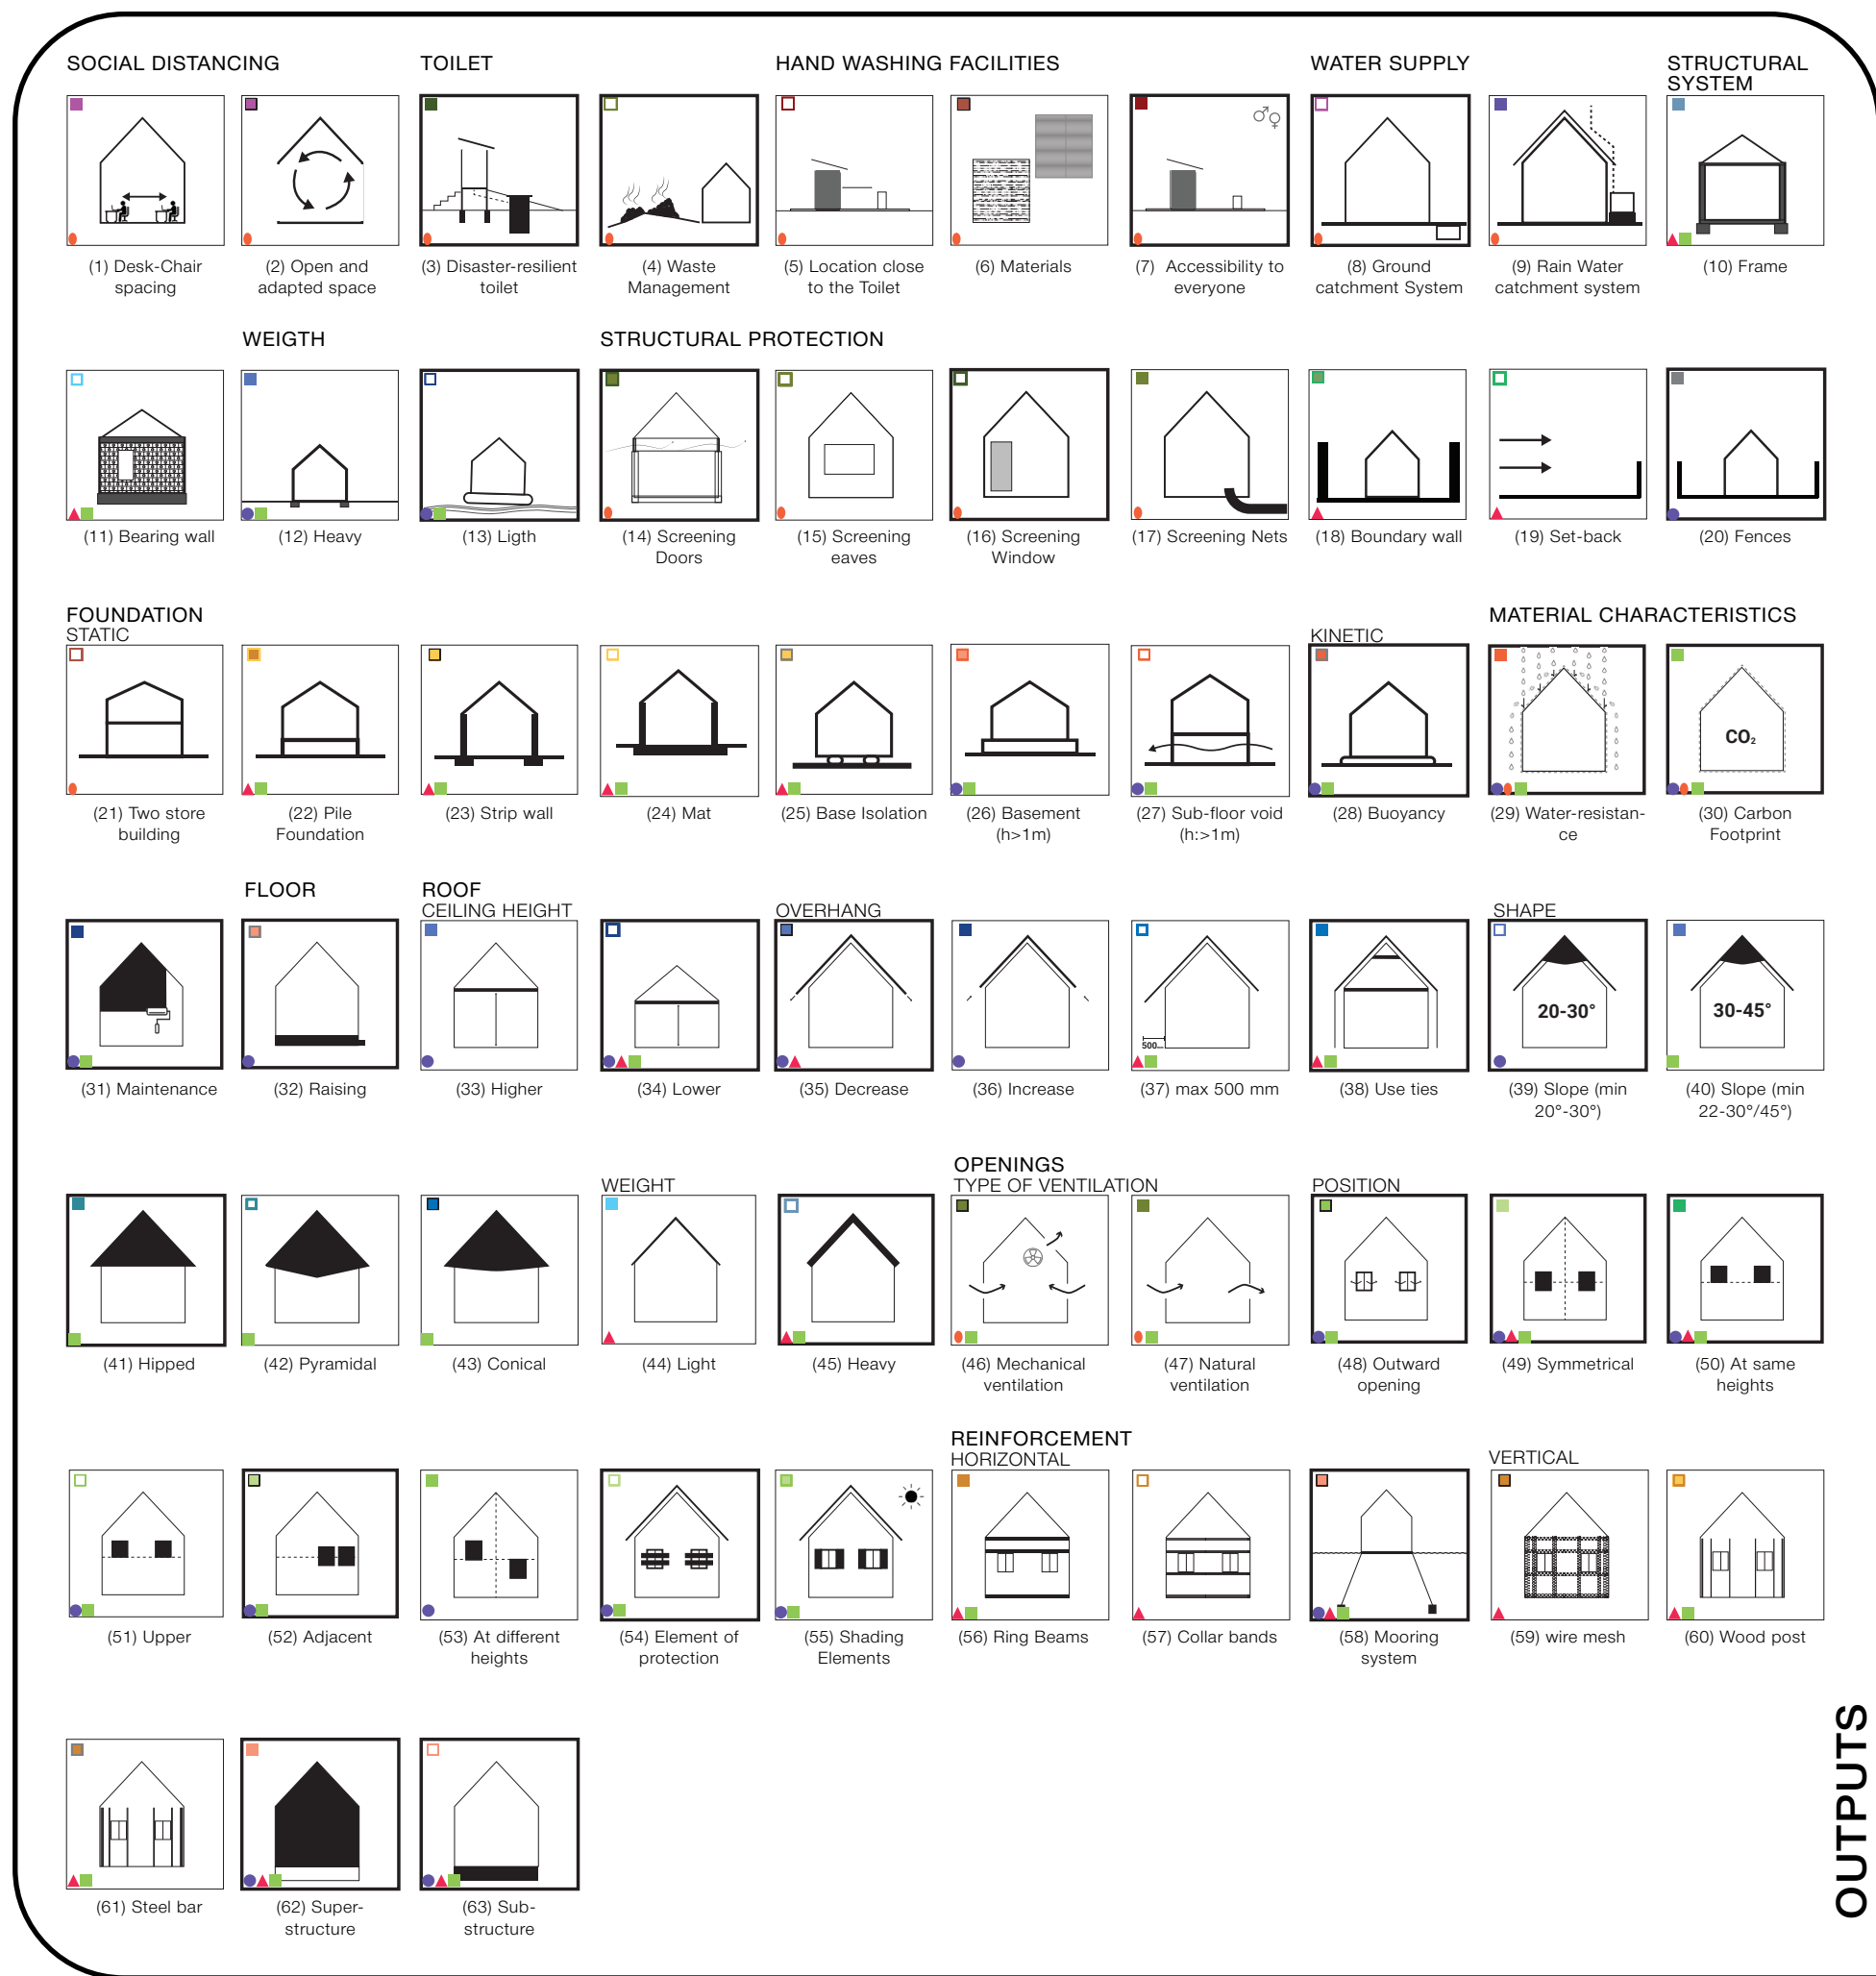 SOCIAL DISTANCING
TOILET
HAND WASHING FACILITIES
WATER SUPPLY
STRUCTURAL
SYSTEM
(1) Desk-Chair
spacing
(2) Open and
adapted space
(3) Disaster-resilient
toilet
(4) Waste
Management
(5) Location close
to the Toilet
(6) Materials
(7) Accessibility to
everyone
(8) Ground
catchment System
(9) Rain Water
catchment system
(10) Frame
WEIGTH
STRUCTURAL PROTECTION
(11) Bearing wall
(12) Heavy
(13) Ligth
(14) Screening
Doors
(15) Screening
eaves
(16) Screening
Window
(17) Screening Nets
(18) Boundary wall
(19) Set-back
(20) Fences
FOUNDATION
STATIC
KINETIC
MATERIAL CHARACTERISTICS
CO₂
(21) Two store
building
(22) Pile
Foundation
(23) Strip wall
(24) Mat
(25) Base Isolation
(26) Basement
(h>1m)
(27) Sub-floor void
(h:>1m)
(28) Buoyancy
(29) Water-resistan-
ce
(30) Carbon
Footprint
FLOOR
ROOF
CEILING HEIGHT
OVERHANG
SHAPE
20-30°
30-45°
500
(31) Maintenance
(32) Raising
(33) Higher
(34) Lower
(35) Decrease
(36) Increase
(37) max 500 mm
(38) Use ties
(39) Slope (min
20°-30°)
(40) Slope (min
22-30°/45°)
WEIGHT
OPENINGS
TYPE OF VENTILATION
POSITION
(41) Hipped
(42) Pyramidal
(43) Conical
(44) Light
(45) Heavy
(46) Mechanical
ventilation
(47) Natural
ventilation
(48) Outward
opening
(49) Symmetrical
(50) At same
heights
REINFORCEMENT
HORIZONTAL
VERTICAL
(51) Upper
(52) Adjacent
(53) At different
heights
(54) Element of
protection
(55) Shading
Elements
(56) Ring Beams
(57) Collar bands
(58) Mooring
system
(59) wire mesh
(60) Wood post
(61) Steel bar
(62) Super-
structure
(63) Sub-
structure
OUTPUTS